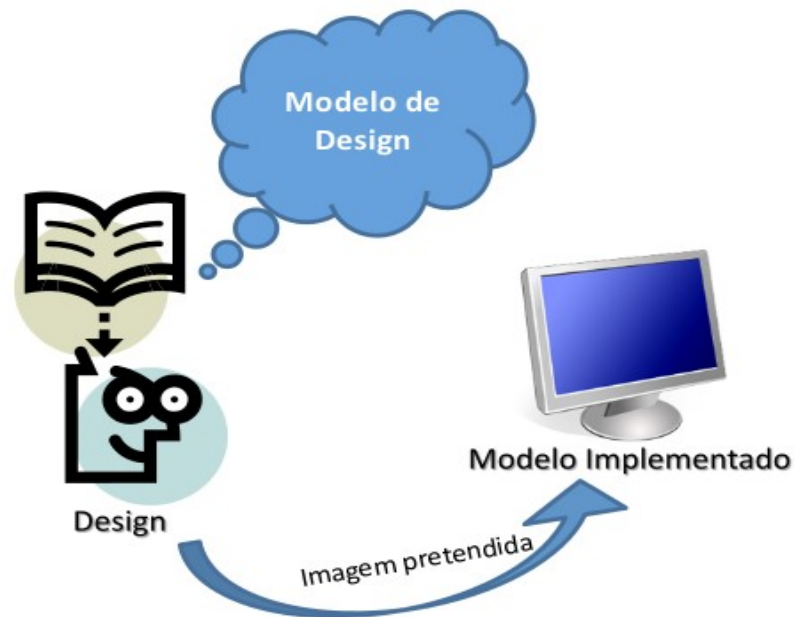 Modelo de
Design
Modelo Implementado
Design
Imagem pretendida